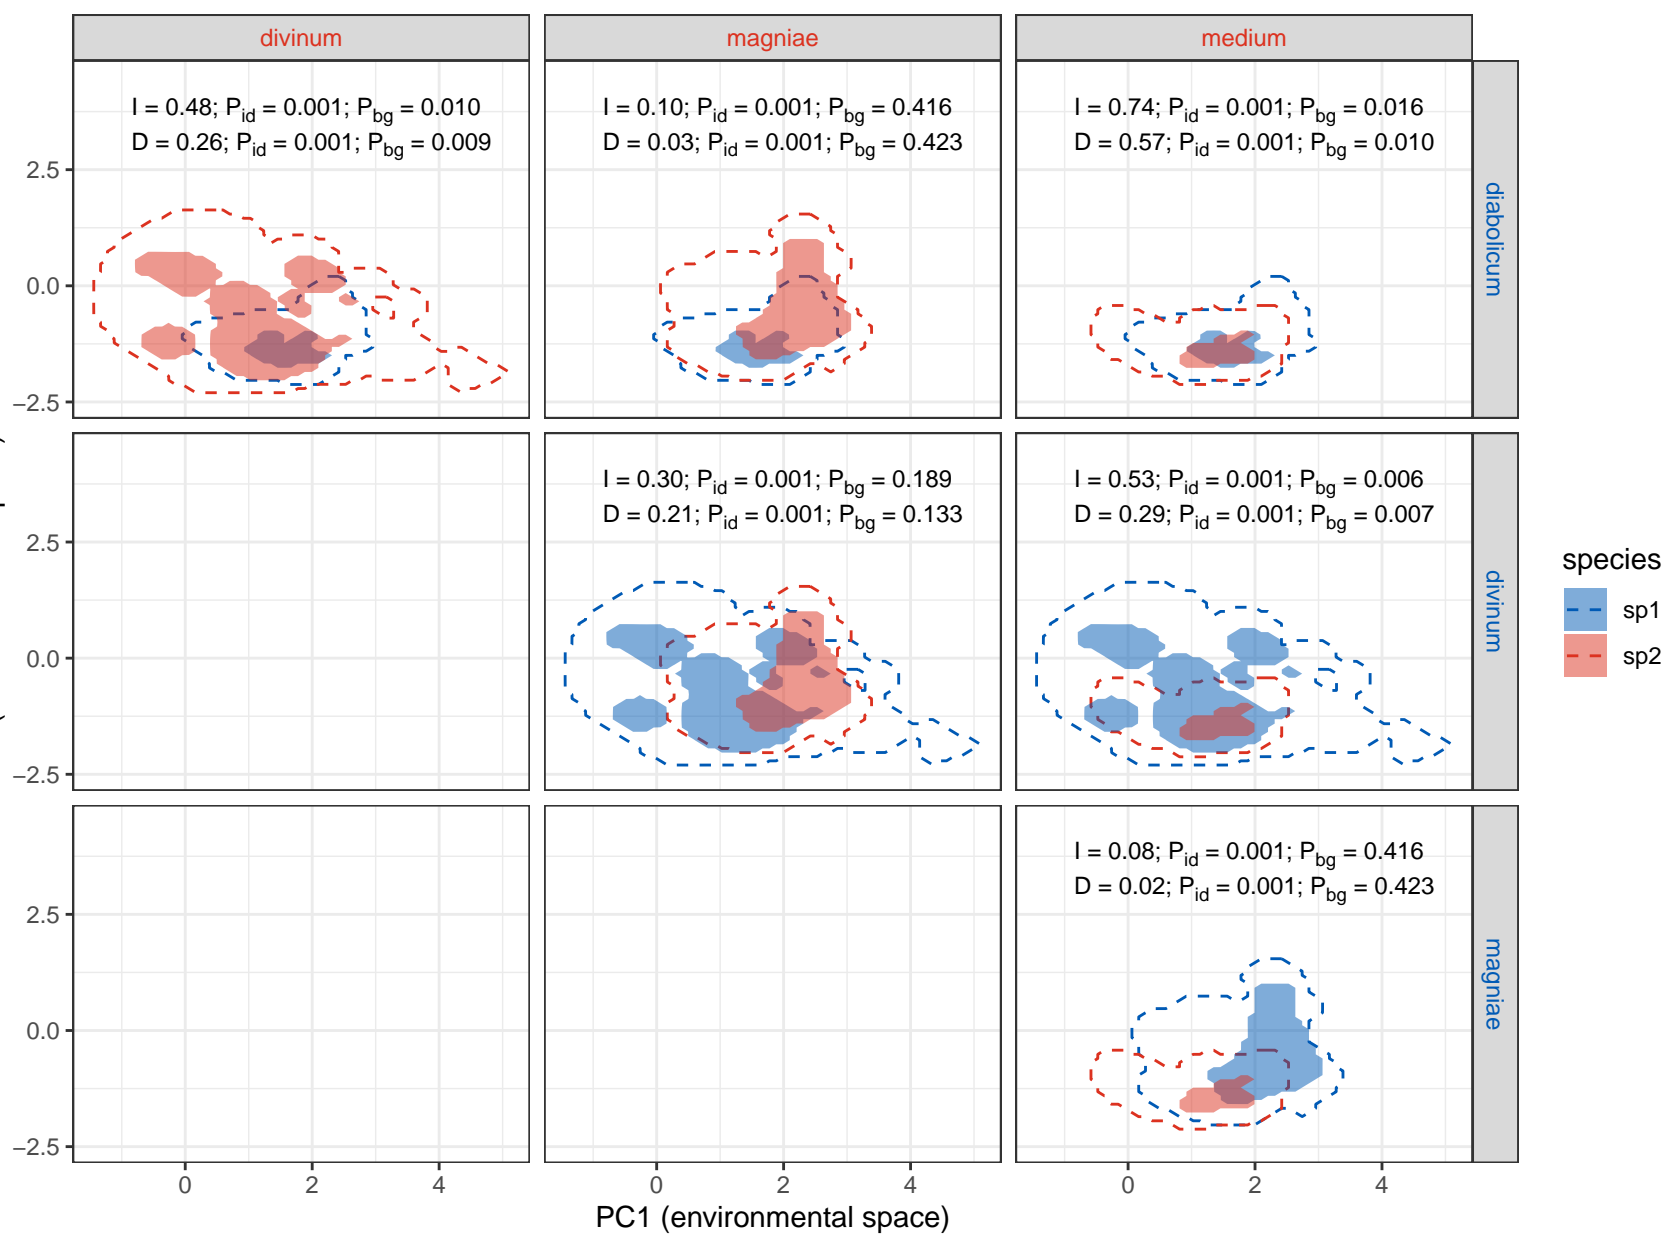 divinum magniae medium
I = 0.48; Pid = 0.001; Pbg = 0.010
D = 0.26; Pid = 0.001; Pbg = 0.009
I = 0.10; Pid = 0.001; Pbg = 0.416
D = 0.03; Pid = 0.001; Pbg = 0.423
I = 0.74; Pid = 0.001; Pbg = 0.016
D = 0.57; Pid = 0.001; Pbg = 0.010
diabolicum
2.5
0.0
−2.5
I = 0.30; Pid = 0.001; Pbg = 0.189
D = 0.21; Pid = 0.001; Pbg = 0.133
I = 0.53; Pid = 0.001; Pbg = 0.006
D = 0.29; Pid = 0.001; Pbg = 0.007
divinum
2.5
0.0
−2.5
I = 0.08; Pid = 0.001; Pbg = 0.416
D = 0.02; Pid = 0.001; Pbg = 0.423
magniae
2.5
0.0
−2.5
0 2 4 0 2 4 0 2 4
PC1 (environmental space)
species
sp1
sp2